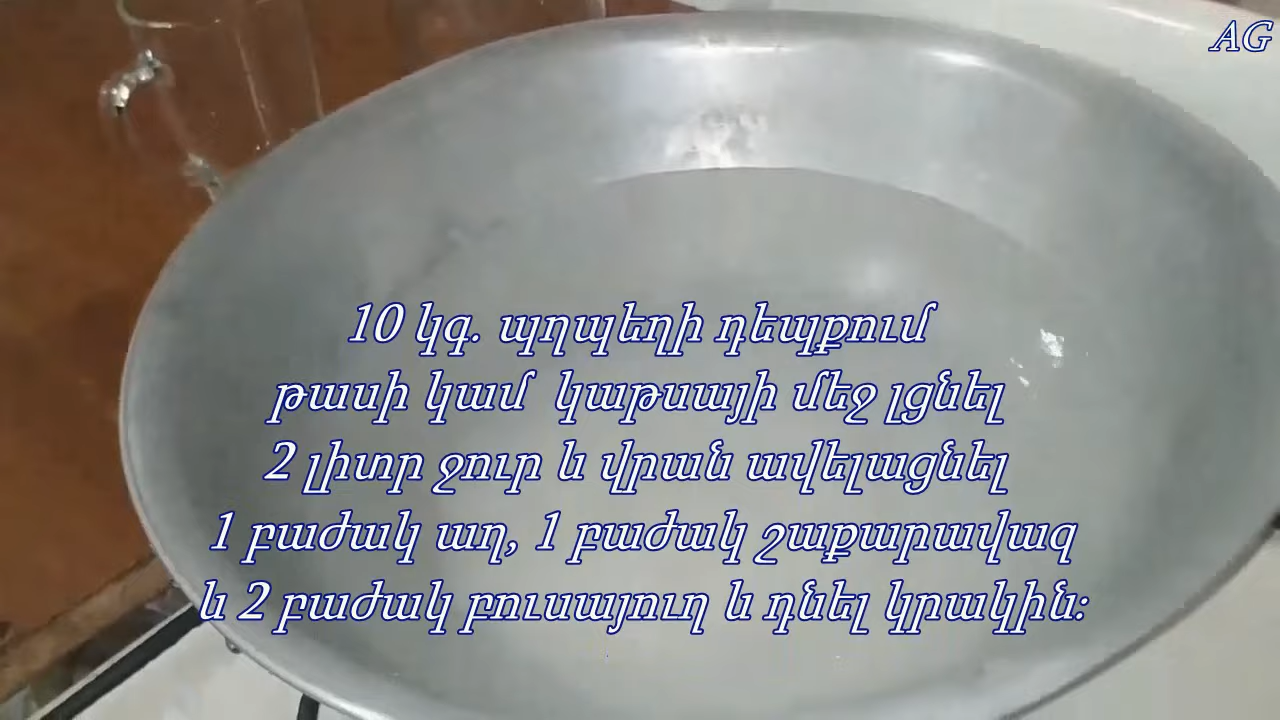 AG
10 կգ. պղպեղի դեպքում
թասի կամ կաթսայի մեջ լցնել
2 լիտր ջուր և վրան ավելացնել
1 բաժակ աղ, 1 բաժակ շաքարավազ
և 2 բաժակ բուսայուղ և դնել կրակին: